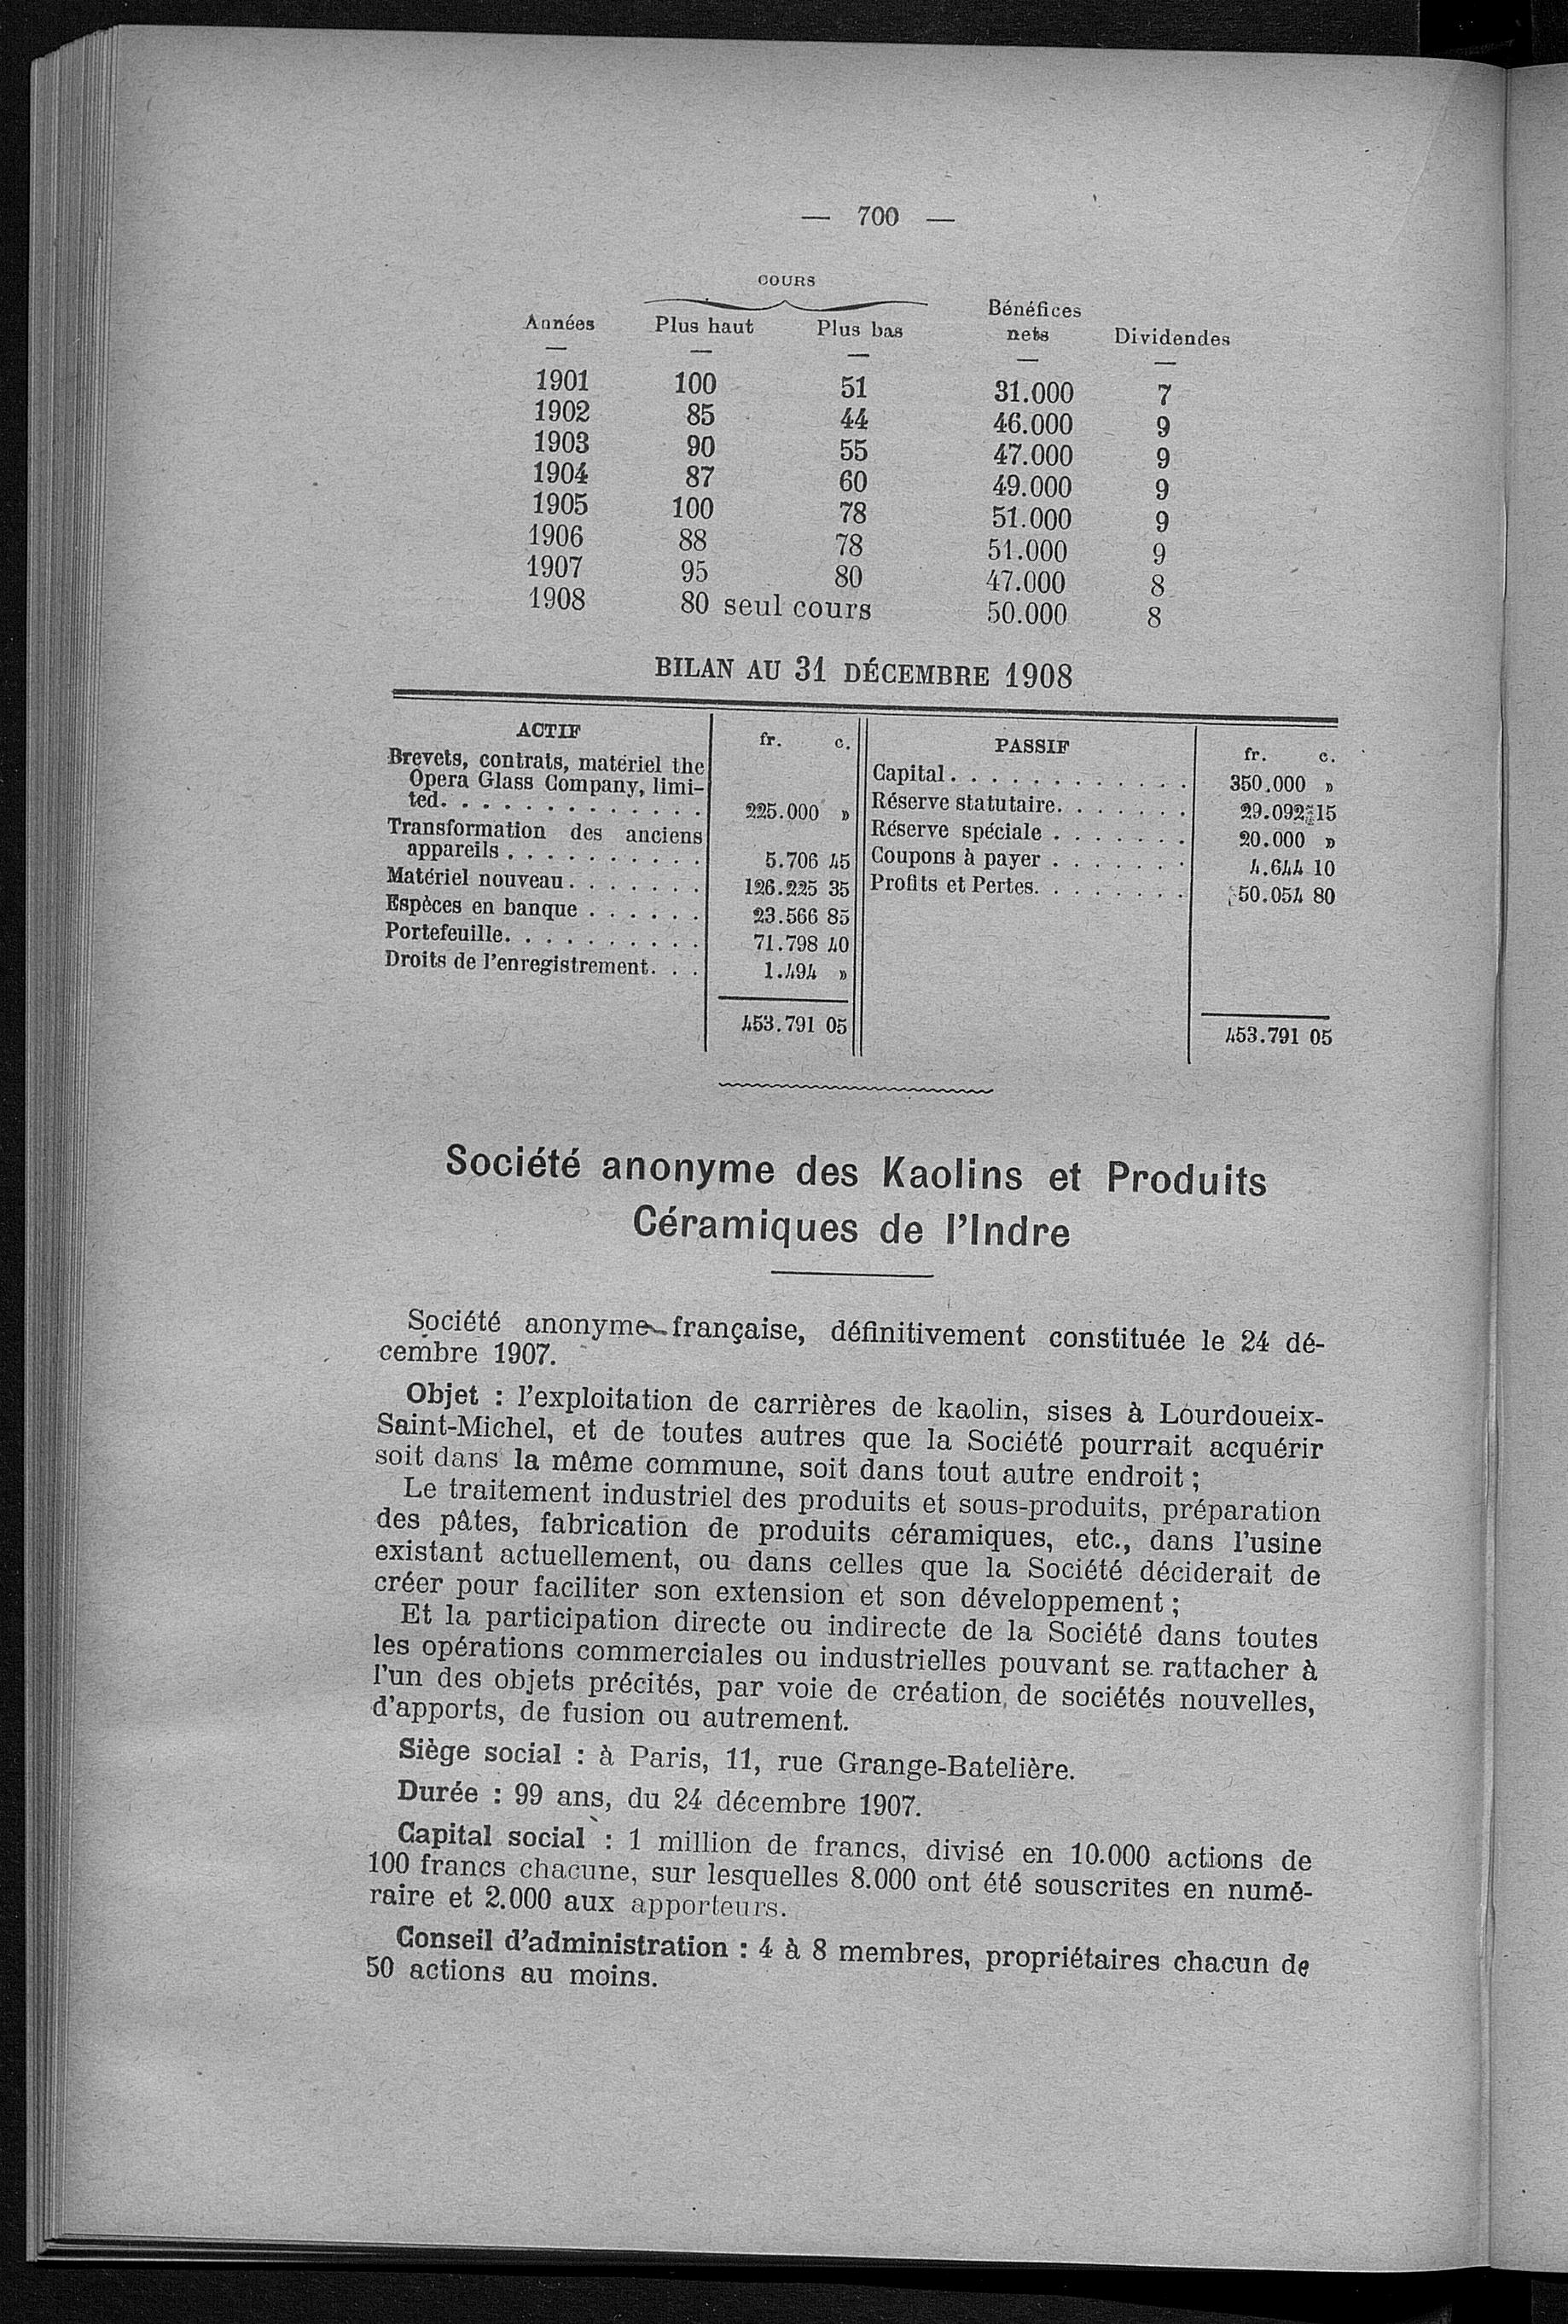 — 700 —
COURS
Années Plus haut Plus bas Bénéfices nets Dividendes
1901 100 51 31.000 7
1902 85 44 46.000 9
1903 90 55 47.000 9
1904 87 60 49.000 9
1905 100 78 51.000 9
1906 88 78 51.000 9
1907 95 80 47.000 8
1908 80 seul cours 50.000 8
BILAN AU 31 DÉCEMBRE 1908
ACTIF fr. c.
Brevets, contrats, matériel the
Opera Glass Company, limi-
ted. . . . . . . . . . . . . 225.000 »
Transformation des anciens
appareils . . . . . . . . . . 5.706 45
Matériel nouveau. . . . . . . 126.225 35
Espèces en banque . . . . . . 23.566 85
Portefeuille. . . . . . . . . . 71.798 40
Droits de l'enregistrement. . . 1.494 »
453.791 05
PASSIF fr. c.
Capital. . . . . . . . . . . . 350.000 »
Réserve statutaire. . . . . . . 29.092 15
Réserve spéciale . . . . . . . 20.000 »
Coupons à payer . . . . . . . 4.644 10
Profits et Pertes. . . . . . . . 50.054 80
453.791 05
Société anonyme des Kaolins et Produits
Céramiques de l'Indre
Société anonyme française, définitivement constituée le 24 dé-
cembre 1907.
Objet : l'exploitation de carrières de kaolin, sises à Lourdoueix-
Saint-Michel, et de toutes autres que la Société pourrait acquérir
soit dans la même commune, soit dans tout autre endroit ;
Le traitement industriel des produits et sous-produits, préparation
des pâtes, fabrication de produits céramiques, etc., dans l'usine
existant actuellement, ou dans celles que la Société déciderait de
créer pour faciliter son extension et son développement ;
Et la participation directe ou indirecte de la Société dans toutes
les opérations commerciales ou industrielles pouvant se rattacher à
l'un des objets précités, par voie de création de sociétés nouvelles,
d'apports, de fusion ou autrement.
Siège social : à Paris, 11, rue Grange-Batelière.
Durée : 99 ans, du 24 décembre 1907.
Capital social : 1 million de francs, divisé en 10.000 actions de
100 francs chacune, sur lesquelles 8.000 ont été souscrites en numé-
raire et 2.000 aux apporteurs.
Conseil d'administration : 4 à 8 membres, propriétaires chacun de
50 actions au moins.